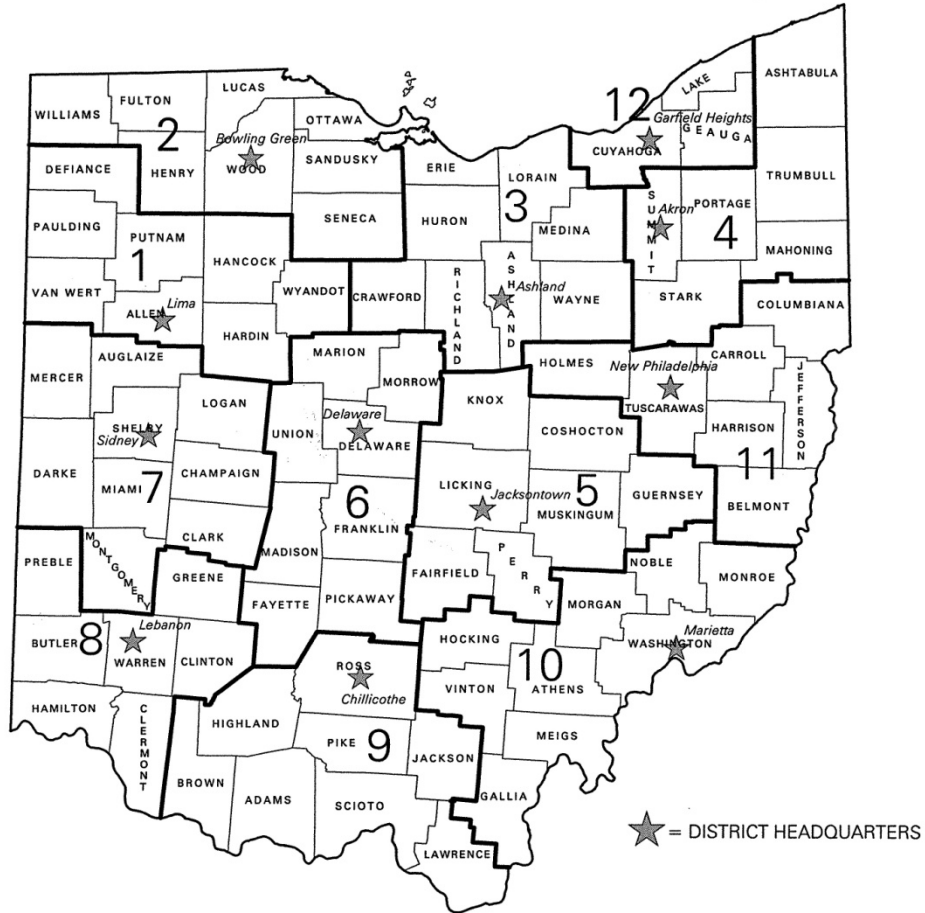 LAKE
ASHTABULA
LUCAS
FULTON
WILLIAMS
12
Garfield Heights
GEAUGA
OTTAWA
2
Bowling Green
CUYAHOGA
SANDUSKY
WOOD
ERIE
LORAIN
DEFIANCE
HENRY
TRUMBULL
SUMMIT
PORTAGE
3
Akron
4
SENECA
HURON
MEDINA
PAULDING
PUTNAM
MAHONING
1
HANCOCK
ASHLAND
RICHLAND
Ashland
WYANDOT
CRAWFORD
WAYNE
STARK
VAN WERT
Lima
ALLEN
COLUMBIANA
HARDIN
MARION
AUGLAIZE
HOLMES
CARROLL
New Philadelphia
MERCER
MORROW
JEFFERSON
KNOX
LOGAN
TUSCARAWAS
Delaware
SHELBY
UNION
DELAWARE
COSHOCTON
HARRISON
Sidney
11
DARKE
CHAMPAIGN
LICKING
Jacksontown
5
MIAMI
7
6
GUERNSEY
BELMONT
MUSKINGUM
FRANKLIN
CLARK
MADISON
PERRY
PREBLE
MONTGOMERY
NOBLE
GREENE
FAIRFIELD
MONROE
FAYETTE
PICKAWAY
MORGAN
Lebanon
Marietta
BUTLER
8
HOCKING
WASHINGTON
WARREN
CLINTON
ROSS
10
ATHENS
Chillicothe
VINTON
HAMILTON
CLERMONT
HIGHLAND
MEIGS
PIKE
9
JACKSON
BROWN
ADAMS
SCIOTO
GALLIA
LAWRENCE
= DISTRICT HEADQUARTERS